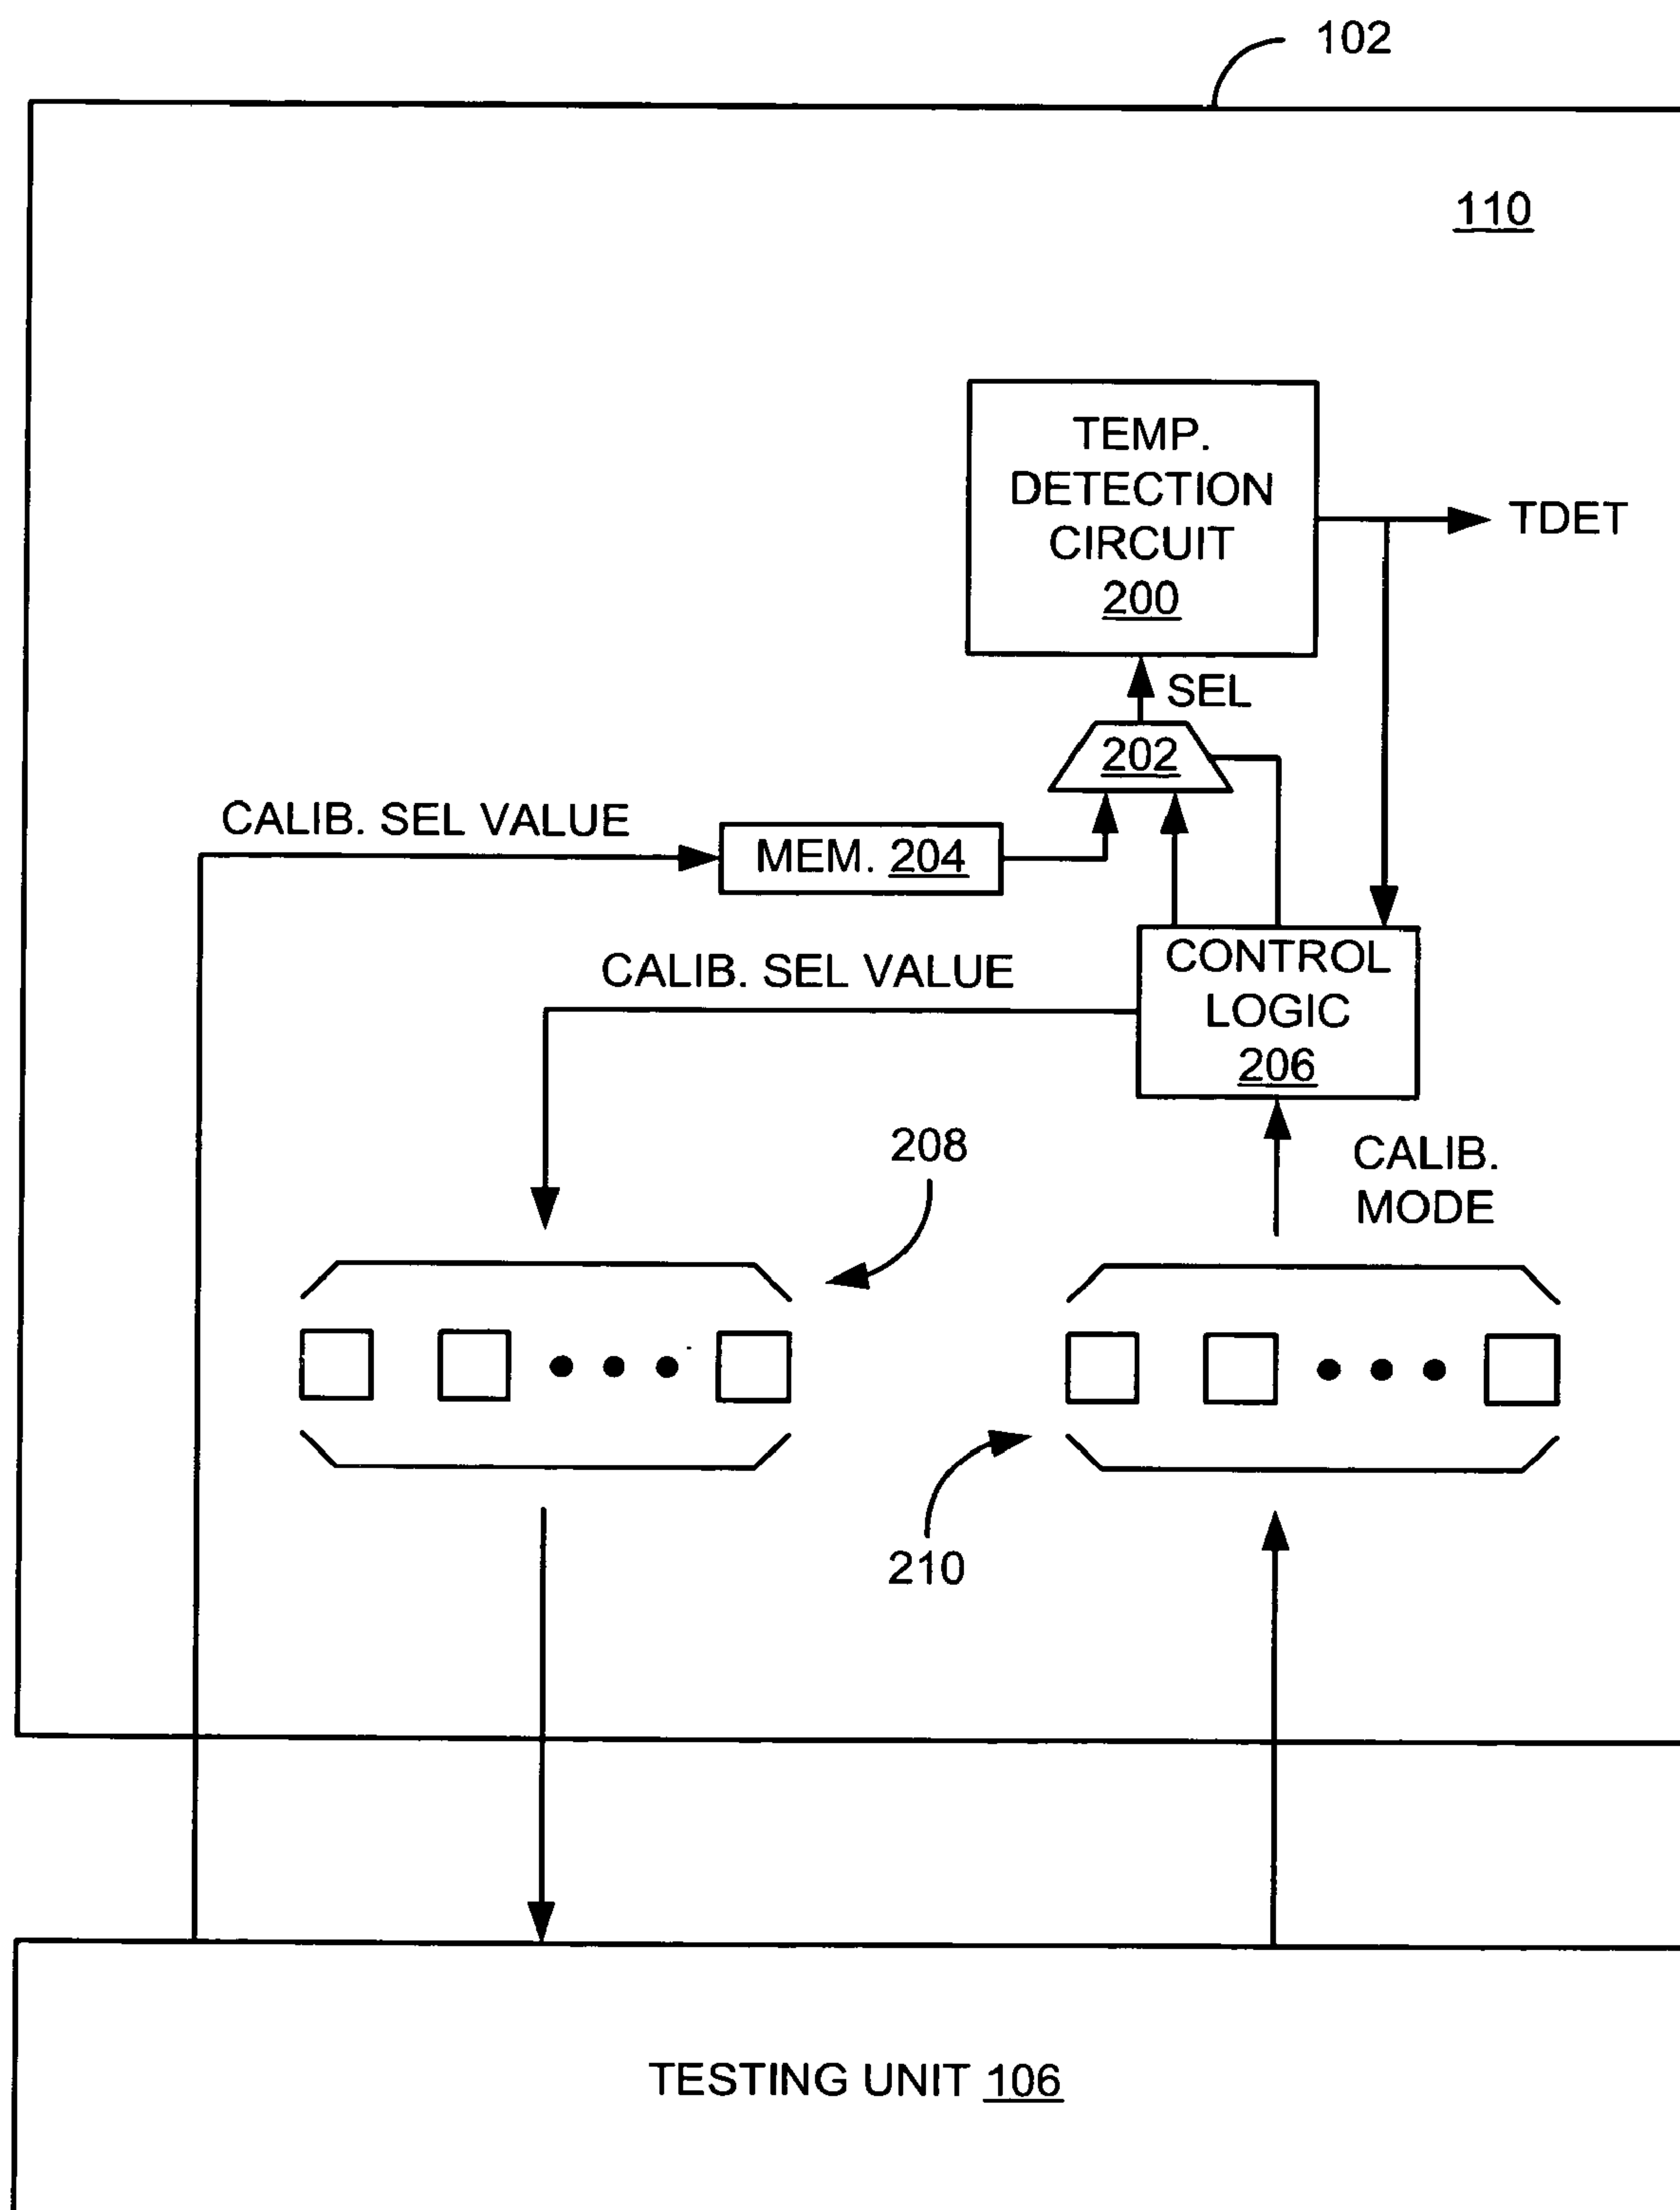 102
110
TEMP.
DETECTION
CIRCUIT
200
TDET
SEL
202
CALIB. SEL VALUE
MEM. 204
CONTROL
LOGIC
206
CALIB. SEL VALUE
208
CALIB.
MODE
210
TESTING UNIT 106